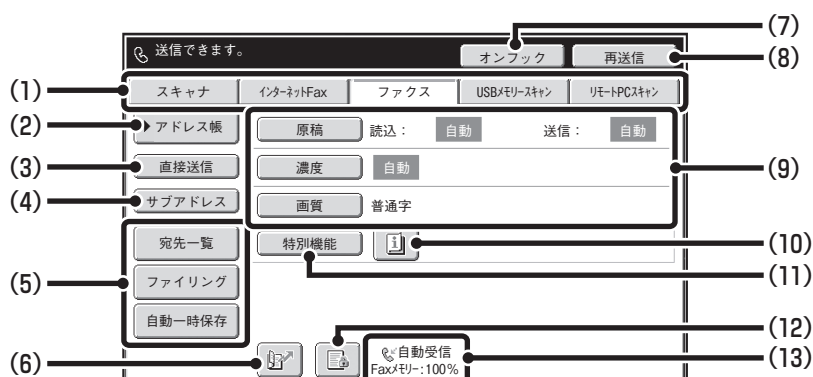 (7)
送信できます。 オンフック 再送信 (8)
(1) スキャナ インターネットFax ファクス USBメモリースキャン リモートPCスキャン
(2) アドレス帳 原稿 読込： 自動 送信： 自動
(3) 直接送信 濃度 自動 (9)
(4) サブアドレス 画質 普通字
宛先一覧 特別機能 (10)
(11)
(5) ファイリング
自動一時保存
(12)
(6) 自動受信 (13)
Faxメモリー:100%